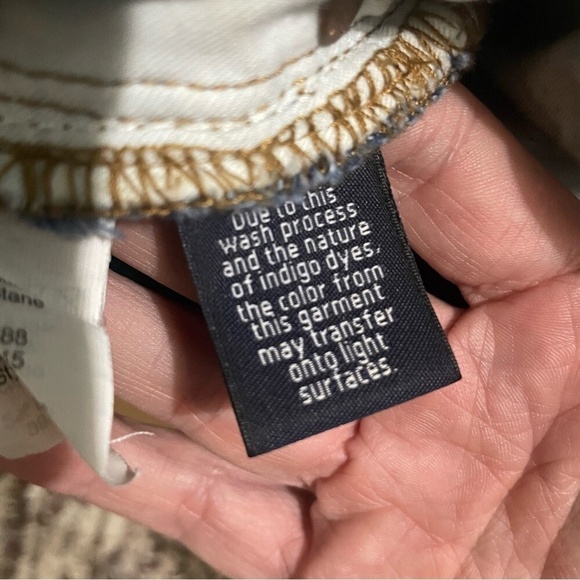 Due to this
wash process
and the nature
of indigo dyes,
the color from
this garment
may transfer
onto light
surfaces.
88